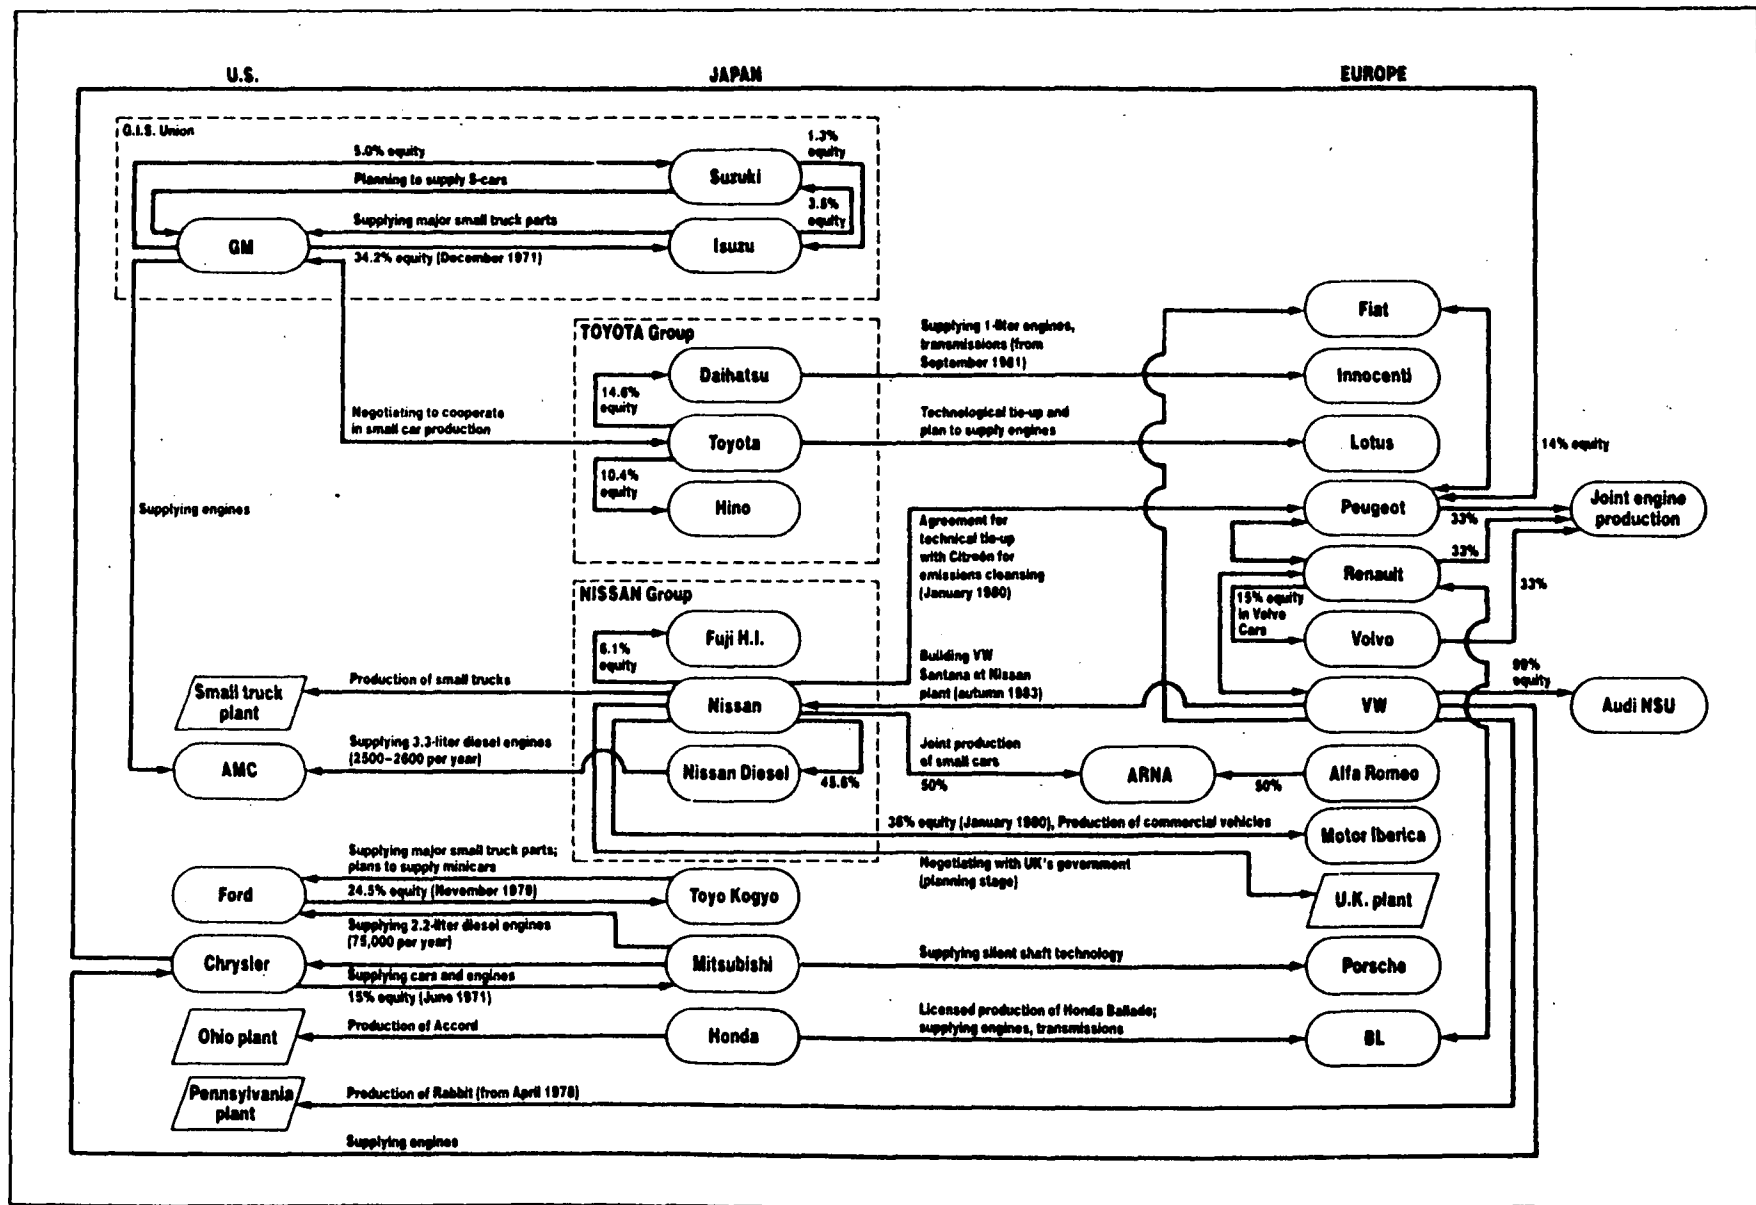 U.S.
JAPAN
EUROPE
G.I.S. Union
5.0% equity
1.3%
equity
Suzuki
Planning to supply S-cars
3.5%
equity
Supplying major small truck parts
GM
Isuzu
34.2% equity (December 1971)
Fiat
TOYOTA Group
Supplying 1-liter engines,
transmissions (from
September 1981)
Daihatsu
Innocenti
14.6%
equity
Negotiating to cooperate
in small car production
Technological tie-up and
plan to supply engines
Toyota
Lotus
14% equity
10.4%
equity
Supplying engines
Hino
Peugeot
33%
Joint engine
production
Agreement for
technical tie-up
with Citroën for
emissions cleansing
(January 1980)
33%
Renault
33%
NISSAN Group
15% equity
in Volvo
Cars
Fuji H.I.
Volvo
6.1%
equity
Building VW
Santana at Nissan
plant (autumn 1983)
99%
equity
Production of small trucks
Small truck
plant
Nissan
VW
Audi NSU
Supplying 3.3-liter diesel engines
(2500–2600 per year)
Joint production
of small cars
AMC
Nissan Diesel
45.6%
50%
ARNA
50%
Alfa Romeo
36% equity (January 1980), Production of commercial vehicles
Motor Iberica
Supplying major small truck parts;
plans to supply minicars
Negotiating with UK's government
(planning stage)
Ford
24.5% equity (November 1979)
Toyo Kogyo
U.K. plant
Supplying 2.2-liter diesel engines
(75,000 per year)
Chrysler
Mitsubishi
Supplying silent shaft technology
Porsche
Supplying cars and engines
15% equity (June 1971)
Licensed production of Honda Ballade;
supplying engines, transmissions
Ohio plant
Production of Accord
Honda
BL
Pennsylvania
plant
Production of Rabbit (from April 1978)
Supplying engines